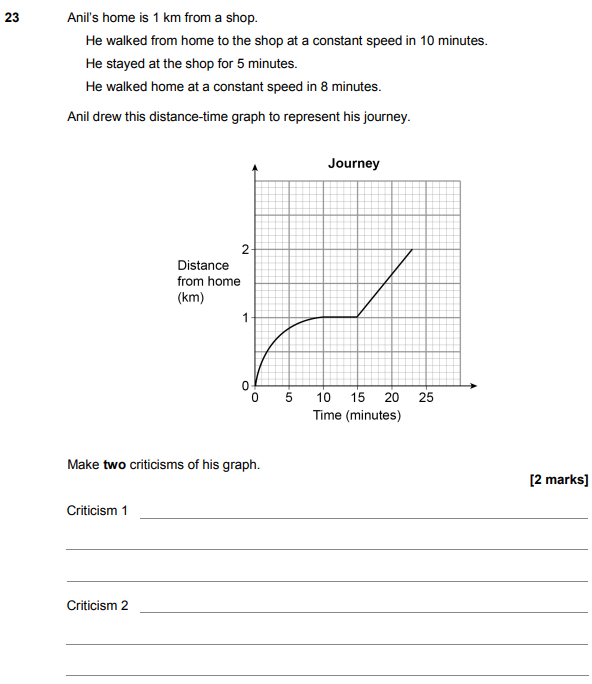 23 Anil's home is 1 km from a shop.
He walked from home to the shop at a constant speed in 10 minutes.
He stayed at the shop for 5 minutes.
He walked home at a constant speed in 8 minutes.
Anil drew this distance-time graph to represent his journey.
Journey
2
Distance
from home
(km)
1
0
0 5 10 15 20 25
Time (minutes)
Make two criticisms of his graph.
[2 marks]
Criticism 1
Criticism 2